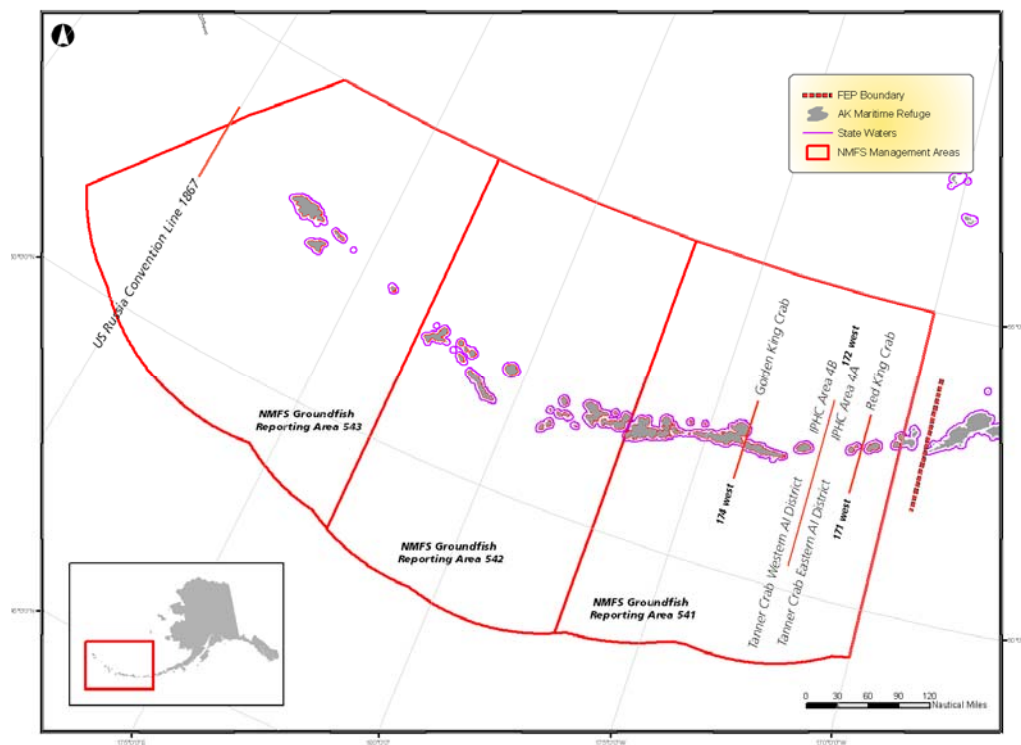 FEP Boundary
AK Maritime Refuge
State Waters
NMFS Management Areas
US Russia Convention Line 1867
NMFS Groundfish
Reporting Area 543
NMFS Groundfish
Reporting Area 542
NMFS Groundfish
Reporting Area 541
Golden King Crab
174 west
IPHC Area 4B
172 west
IPHC Area 4A
Red King Crab
171 west
Tanner Crab Western AI District
Tanner Crab Eastern AI District
0
30
60
90
120
Nautical Miles